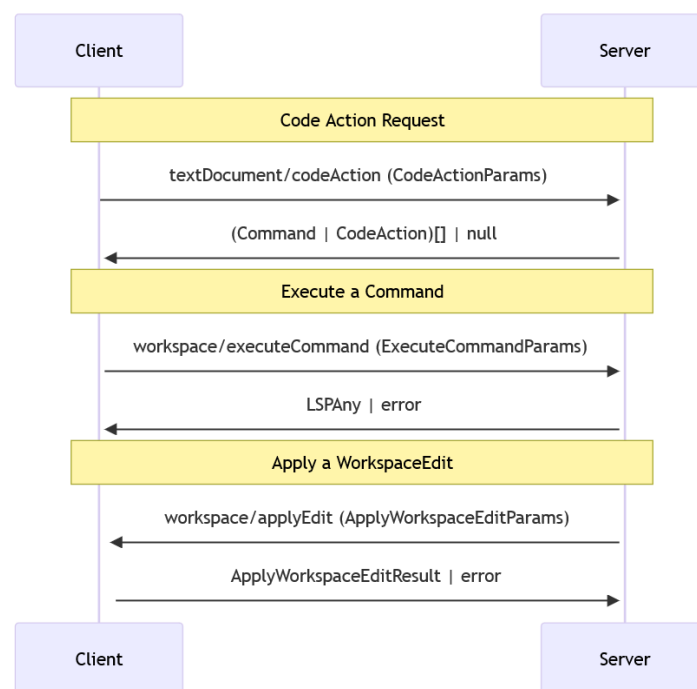 Client
Server
Code Action Request
textDocument/codeAction (CodeActionParams)
(Command | CodeAction)[] | null
Execute a Command
workspace/executeCommand (ExecuteCommandParams)
LSPAny | error
Apply a WorkspaceEdit
workspace/applyEdit (ApplyWorkspaceEditParams)
ApplyWorkspaceEditResult | error
Client
Server